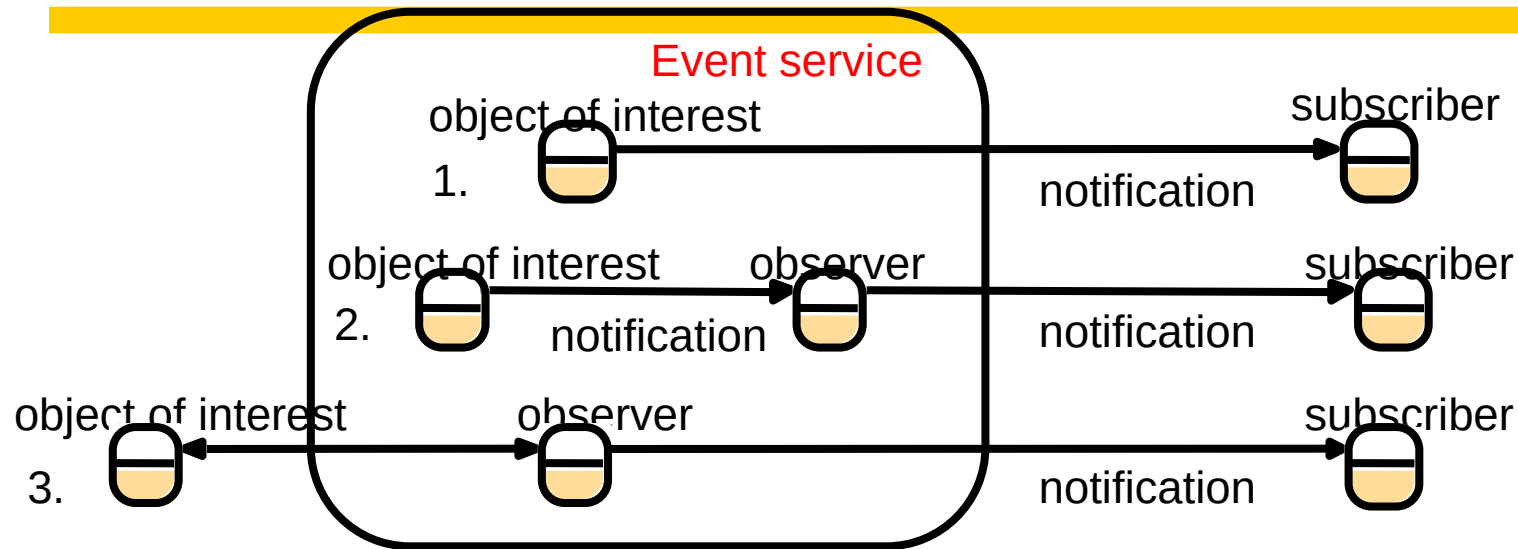 Event service
object of interest
subscriber
1.
notification
object of interest
observer
subscriber
2.
notification
notification
object of interest
observer
subscriber
3.
notification